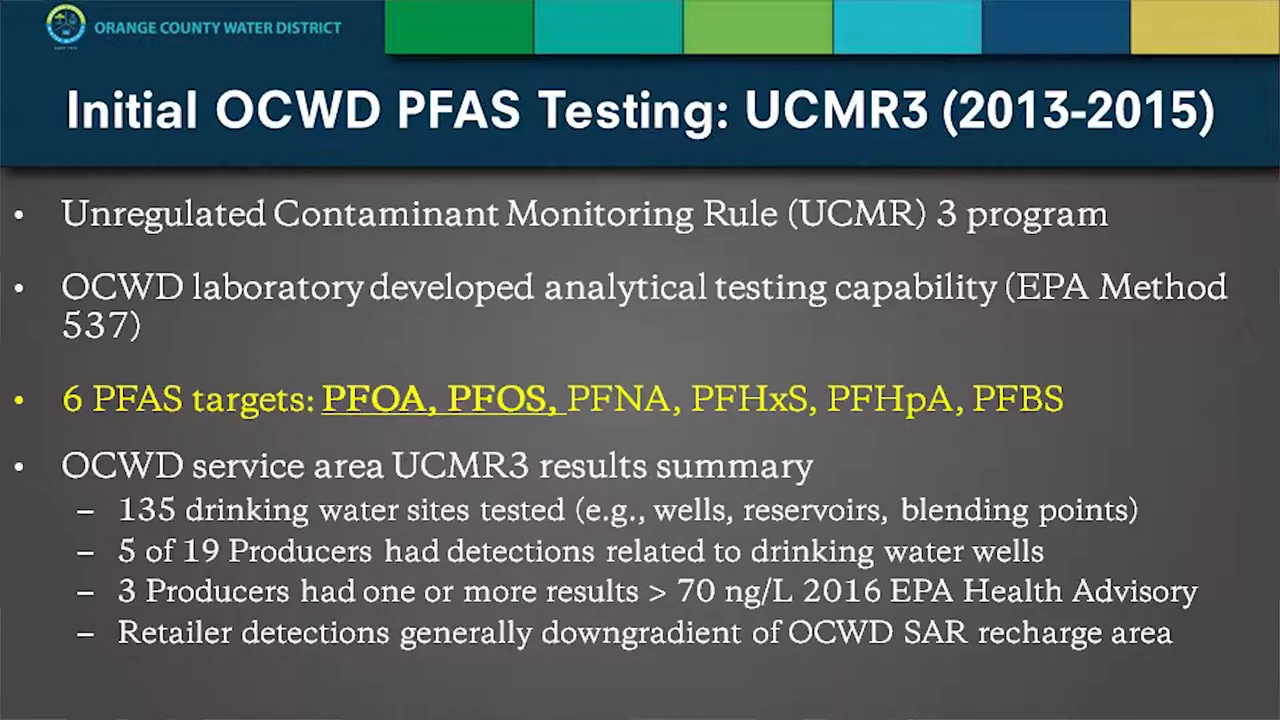 ORANGE COUNTY WATER DISTRICT
Initial OCWD PFAS Testing: UCMR3 (2013-2015)
• Unregulated Contaminant Monitoring Rule (UCMR) 3 program
• OCWD laboratory developed analytical testing capability (EPA Method
537)
• 6 PFAS targets: PFOA, PFOS, PFNA, PFHxS, PFHpA, PFBS
• OCWD service area UCMR3 results summary
– 135 drinking water sites tested (e.g., wells, reservoirs, blending points)
– 5 of 19 Producers had detections related to drinking water wells
– 3 Producers had one or more results > 70 ng/L 2016 EPA Health Advisory
– Retailer detections generally downgradient of OCWD SAR recharge area